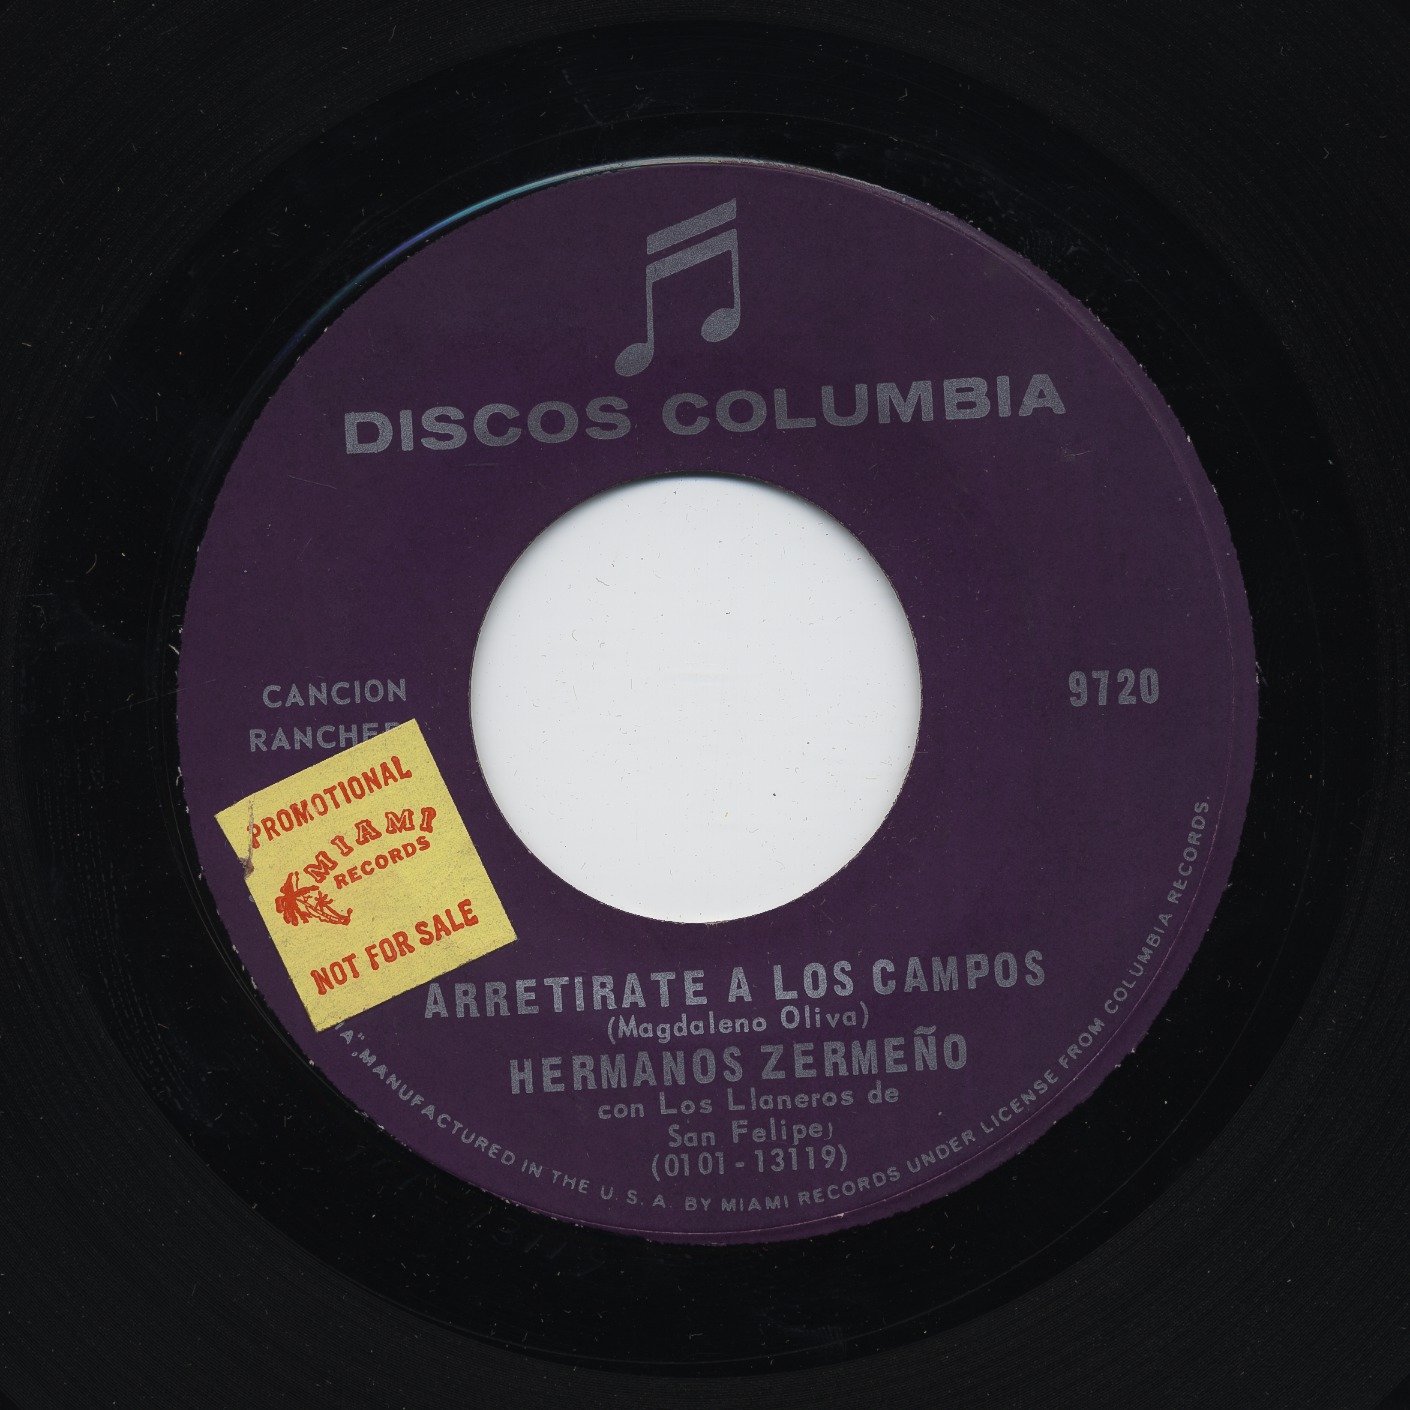 DISCOS COLUMBIA
CANCION
RANCHER
9720
PROMOTIONAL
MIAMI
RECORDS
NOT FOR SALE
ARRETIRATE A LOS CAMPOS
(Magdaleno Oliva)
HERMANOS ZERMEÑO
con Los Llaneros de
San Felipe)
(0101-13119)
IA" MANUFACTURED IN THE U. S. A. BY MIAMI RECORDS UNDER LICENSE FROM COLUMBIA RECORDS.